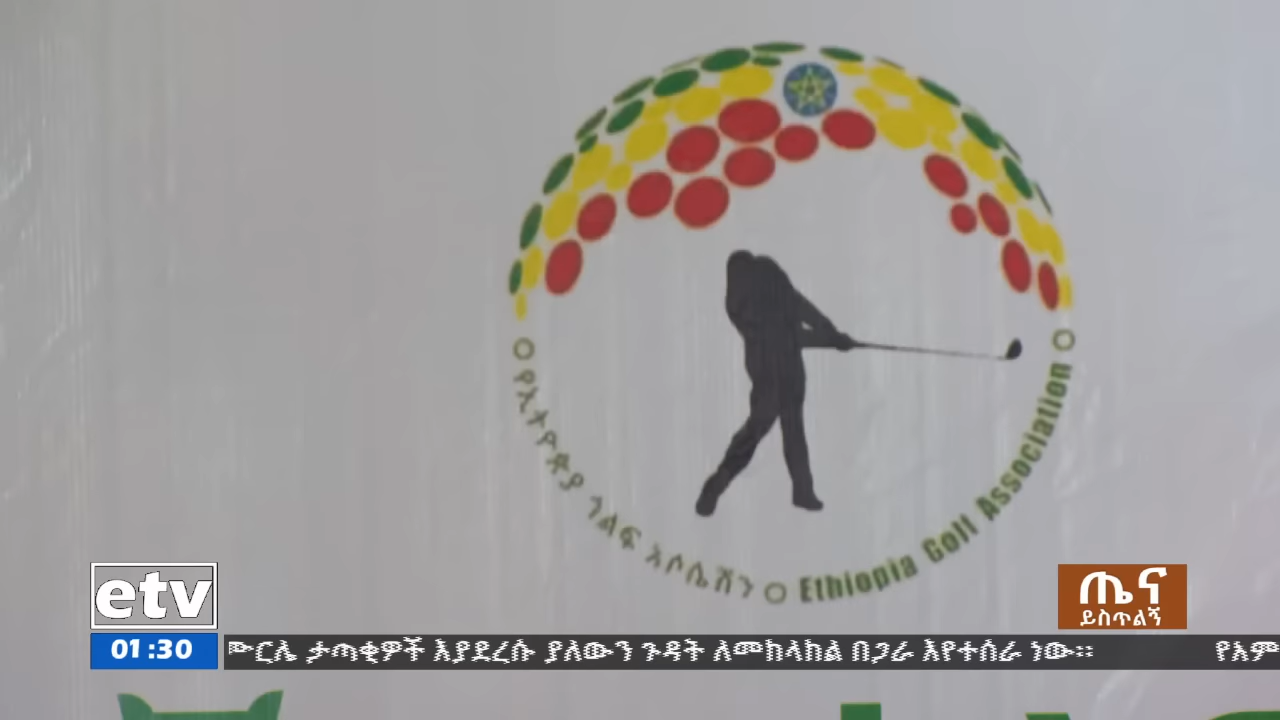 የኢትዮጵያ ጎልፍ አሶሴሽን
Ethiopia Golf Association
etv
ጤና
ይስጥልኝ
01:30
ታጣቂዎች እያደረሱ ያለውን ጉዳት ለመከላከል በጋራ እየተሰራ ነው።